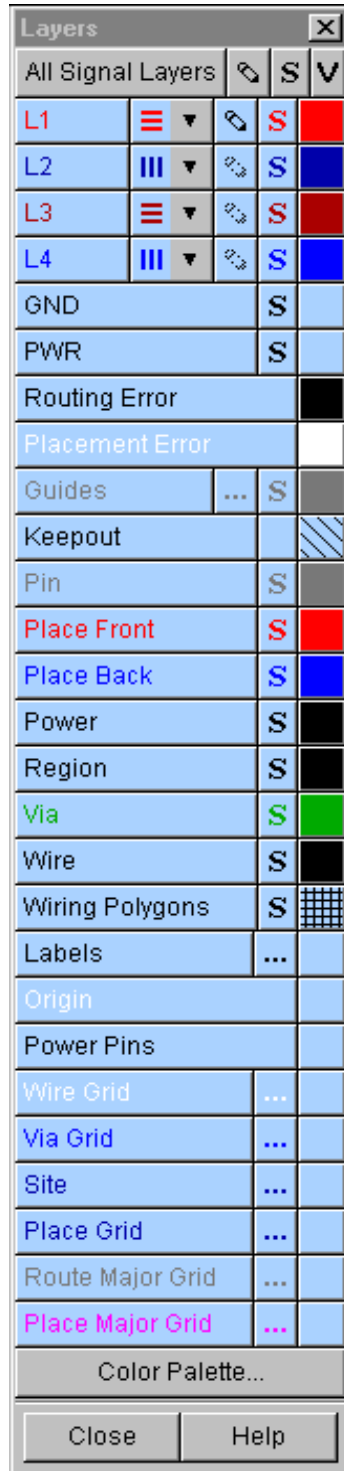 Layers
All Signal Layers S V
L1 S
L2 S
L3 S
L4 S
GND S
PWR S
Routing Error
Placement Error
Guides ... S
Keepout
Pin S
Place Front S
Place Back S
Power S
Region S
Via S
Wire S
Wiring Polygons S
Labels ...
Origin
Power Pins
Wire Grid ...
Via Grid ...
Site ...
Place Grid ...
Route Major Grid ...
Place Major Grid ...
Color Palette...
Close Help